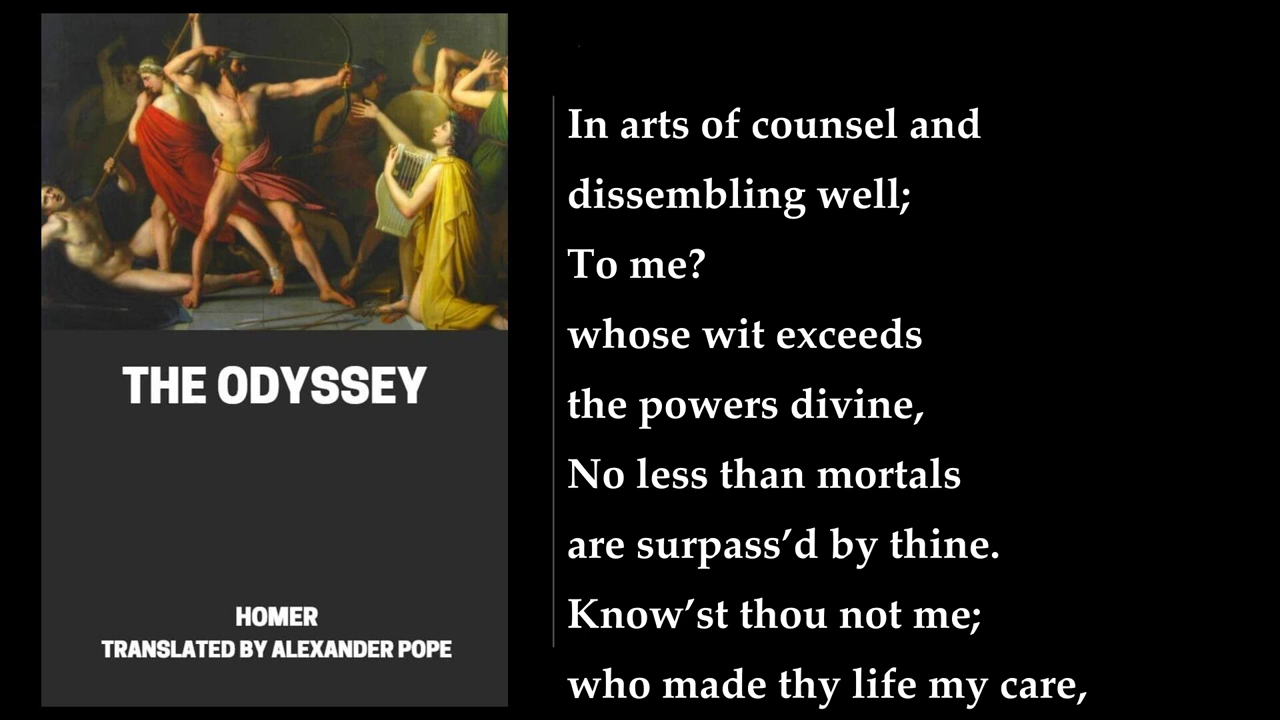 THE ODYSSEY
HOMER
TRANSLATED BY ALEXANDER POPE
In arts of counsel and
dissembling well;
To me?
whose wit exceeds
the powers divine,
No less than mortals
are surpass’d by thine.
Know’st thou not me;
who made thy life my care,